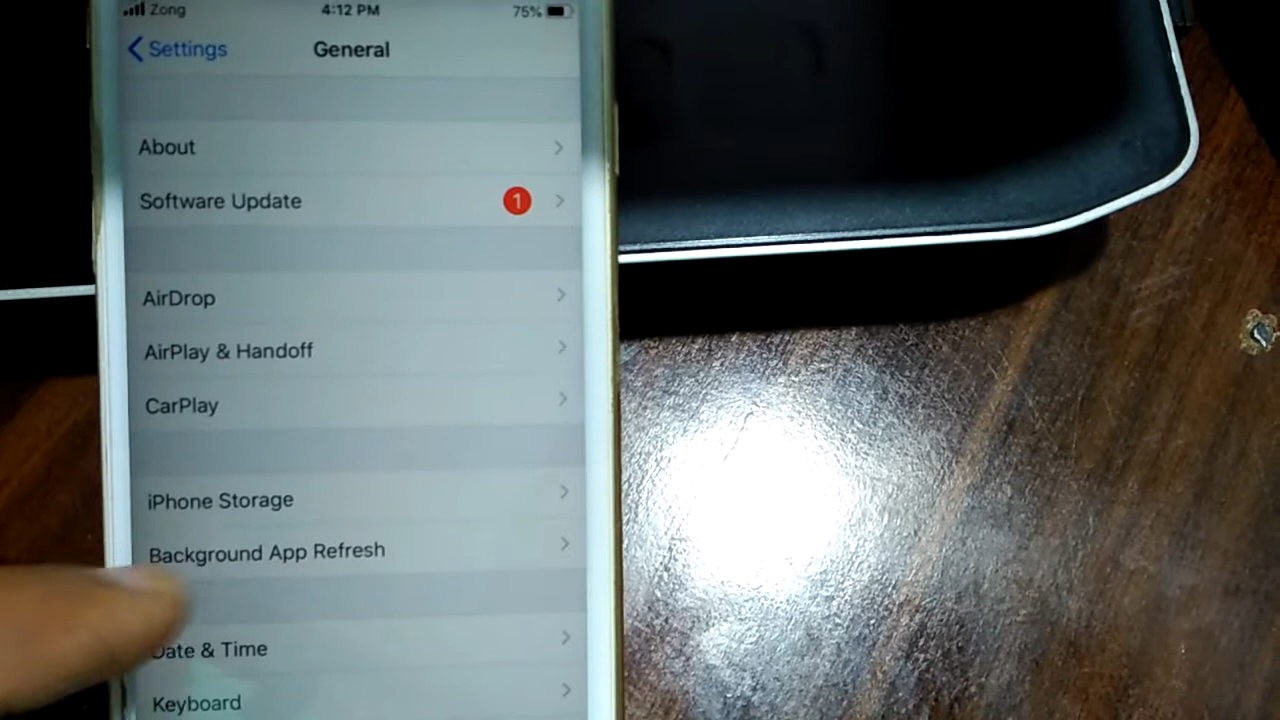 Zong 4:12 PM 75%
Settings General
About
Software Update 1
AirDrop
AirPlay & Handoff
CarPlay
iPhone Storage
Background App Refresh
Date & Time
Keyboard